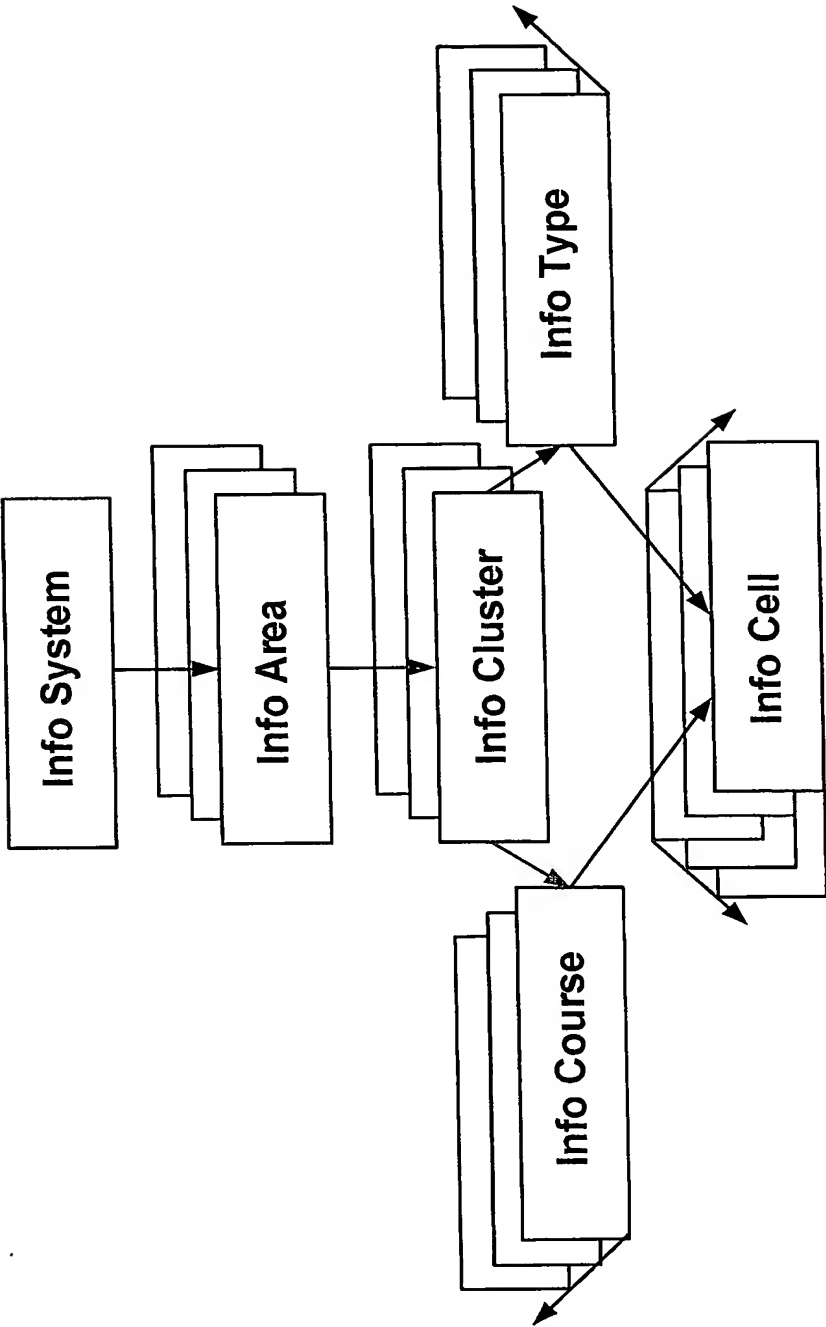 Info System
Info Area
Info Cluster
Info Course
Info Type
Info Cell